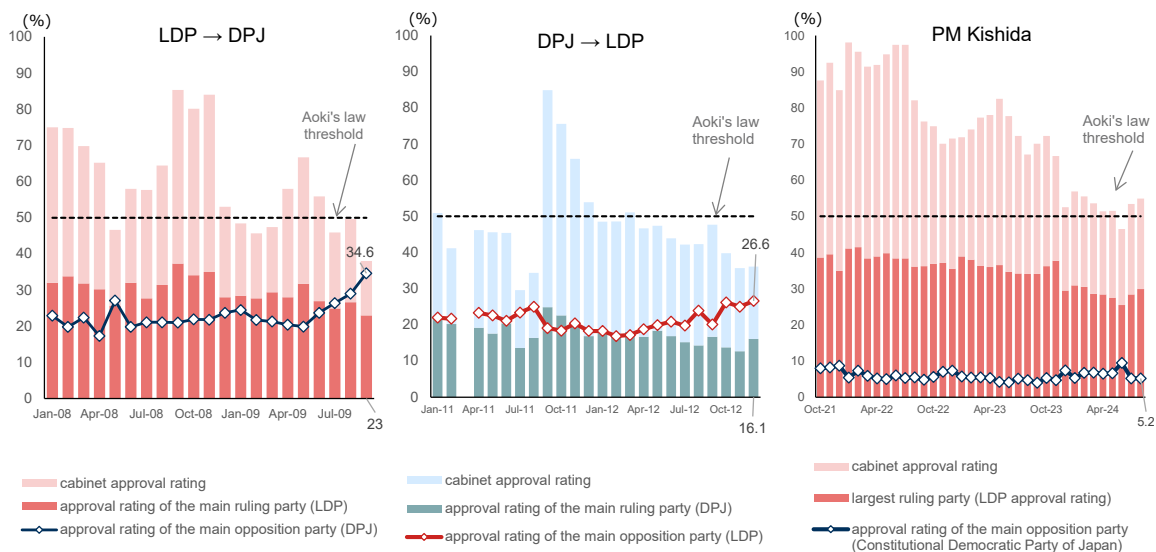 (%)
LDP → DPJ
100
90
80
70
60
50
40
30
20
10
0
Aoki's law
threshold
34.6
23
Jan-08
Apr-08
Jul-08
Oct-08
Jan-09
Apr-09
Jul-09
cabinet approval rating
approval rating of the main ruling party (LDP)
approval rating of the main opposition party (DPJ)
(%)
DPJ → LDP
100
90
80
70
60
50
40
30
20
10
0
Aoki's law
threshold
26.6
16.1
Jan-11
Apr-11
Jul-11
Oct-11
Jan-12
Apr-12
Jul-12
Oct-12
cabinet approval rating
approval rating of the main ruling party (DPJ)
approval rating of the main opposition party (LDP)
(%)
PM Kishida
100
90
80
70
60
50
40
30
20
10
0
Aoki's law
threshold
5.2
Oct-21
Apr-22
Oct-22
Apr-23
Oct-23
Apr-24
cabinet approval rating
largest ruling party (LDP approval rating)
approval rating of the main opposition party
(Constitutional Democratic Party of Japan)